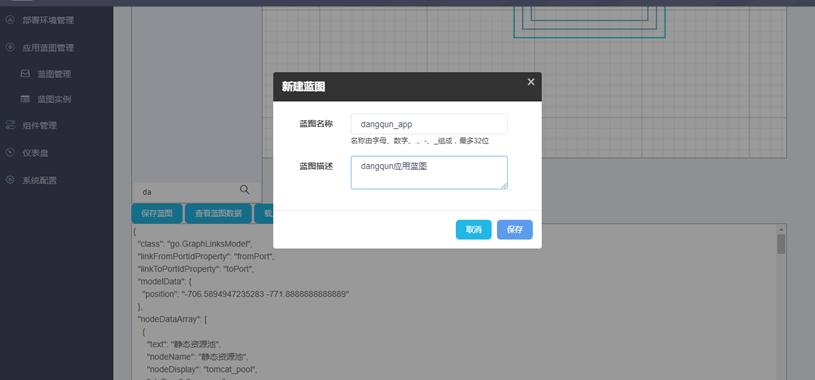 部署环境管理
应用蓝图管理
蓝图管理
蓝图实例
组件管理
仪表盘
系统配置
新建蓝图
×
蓝图名称
dangqun_app
名称由字母、数字、.、-、_组成，最多32位
蓝图描述
dangqun应用蓝图
取消
保存
da
保存蓝图
查看蓝图数据
{
"class": "go.GraphLinksModel",
"linkFromPortIdProperty": "fromPort",
"linkToPortIdProperty": "toPort",
"modelData": {
"position": "-706.5894947235283 -771.8888888888889"
},
"nodeDataArray": [
{
"text": "静态资源池",
"nodeName": "静态资源池",
"nodeDisplay": "tomcat_pool",